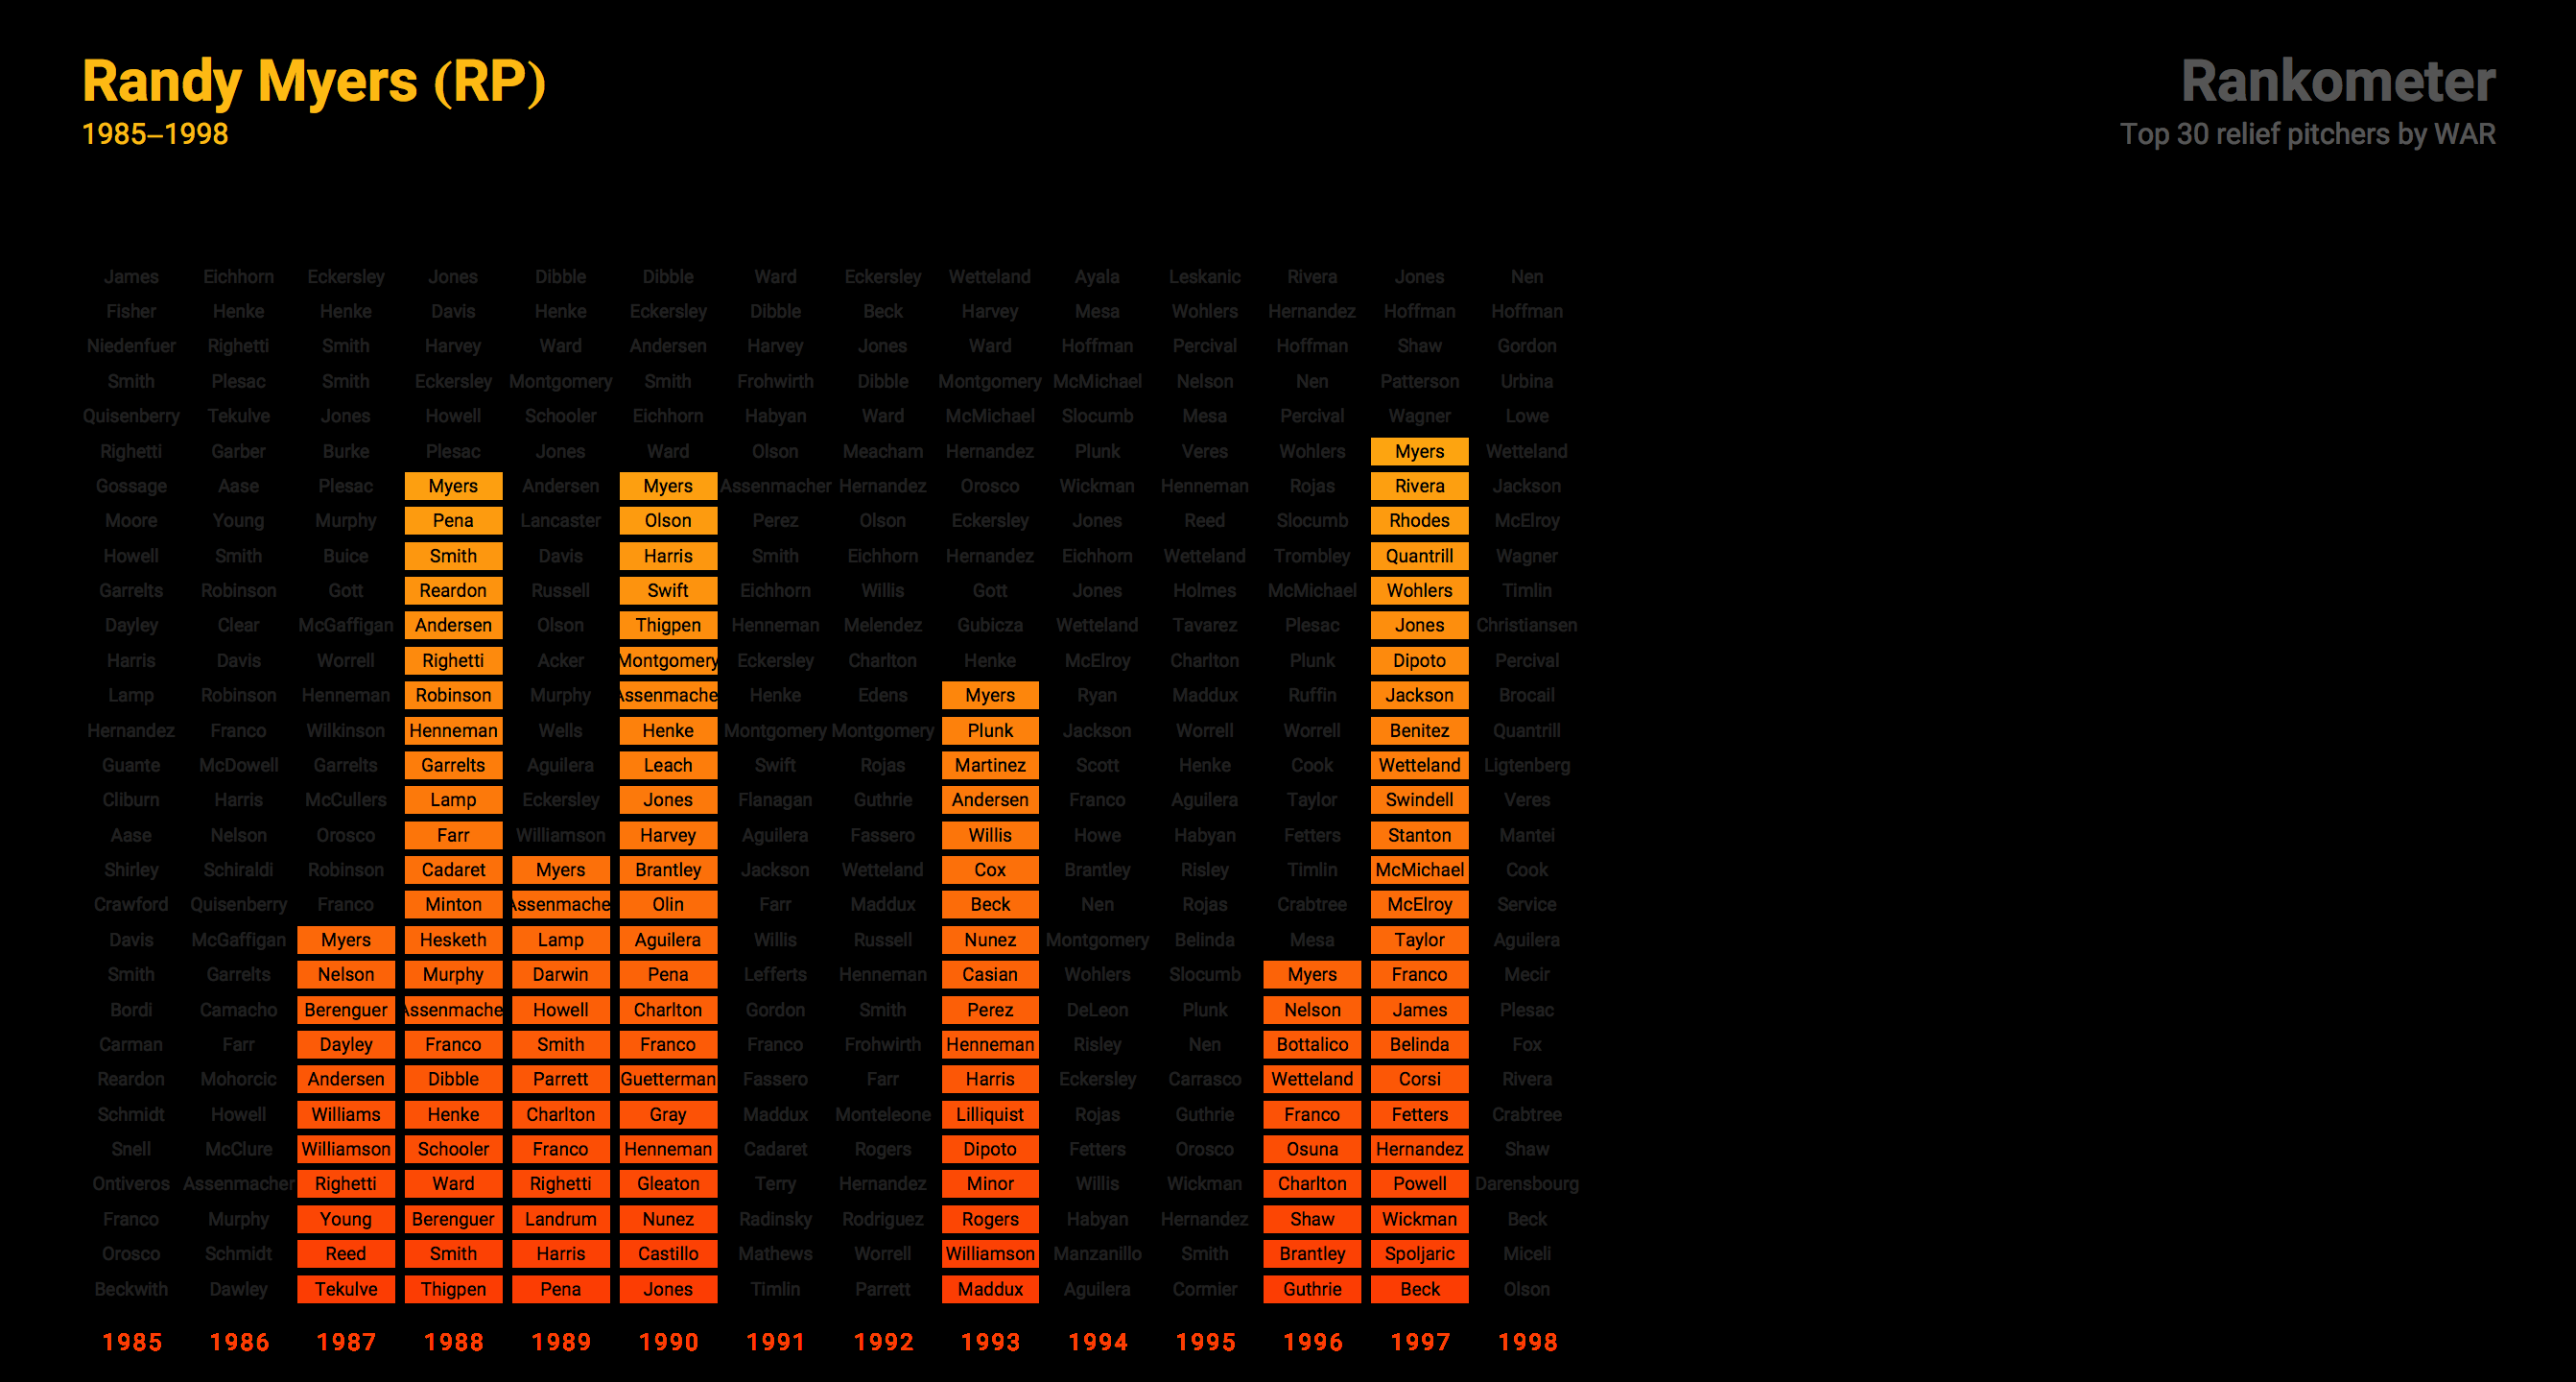 Randy Myers (RP)
1985–1998
Rankometer
Top 30 relief pitchers by WAR
James Eichhorn Eckersley Jones Dibble Dibble Ward Eckersley Wetteland Ayala Leskanic Rivera Jones Nen
Fisher Henke Henke Davis Henke Eckersley Dibble Beck Harvey Mesa Wohlers Hernandez Hoffman Hoffman
Niedenfuer Righetti Smith Harvey Ward Andersen Harvey Jones Ward Hoffman Percival Hoffman Shaw Gordon
Smith Plesac Smith Eckersley Montgomery Smith Frohwirth Dibble Montgomery McMichael Nelson Nen Patterson Urbina
Quisenberry Tekulve Jones Howell Schooler Eichhorn Habyan Ward McMichael Slocumb Mesa Percival Wagner Lowe
Righetti Garber Burke Plesac Jones Ward Olson Meacham Hernandez Plunk Veres Wohlers Myers Wetteland
Gossage Aase Plesac Myers Andersen Myers Assenmacher Hernandez Orosco Wickman Henneman Rojas Rivera Jackson
Moore Young Murphy Pena Lancaster Olson Perez Olson Eckersley Jones Reed Slocumb Rhodes McElroy
Howell Smith Buice Smith Davis Harris Smith Eichhorn Hernandez Eichhorn Wetteland Trombley Quantrill Wagner
Garrelts Robinson Gott Reardon Russell Swift Eichhorn Willis Gott Jones Holmes McMichael Wohlers Timlin
Dayley Clear McGaffigan Andersen Olson Thigpen Henneman Melendez Gubicza Wetteland Tavarez Plesac Jones Christiansen
Harris Davis Worrell Righetti Acker Montgomery Eckersley Charlton Henke McElroy Charlton Plunk Dipoto Percival
Lamp Robinson Henneman Robinson Murphy Assenmache Henke Edens Myers Ryan Maddux Ruffin Jackson Brocail
Hernandez Franco Wilkinson Henneman Wells Henke Montgomery Montgomery Plunk Jackson Worrell Worrell Benitez Quantrill
Guante McDowell Garrelts Garrelts Aguilera Leach Swift Rojas Martinez Scott Henke Cook Wetteland Ligtenberg
Cliburn Harris McCullers Lamp Eckersley Jones Flanagan Guthrie Andersen Franco Aguilera Taylor Swindell Veres
Aase Nelson Orosco Farr Williamson Harvey Aguilera Fassero Willis Howe Habyan Fetters Stanton Mantei
Shirley Schiraldi Robinson Cadaret Myers Brantley Jackson Wetteland Cox Brantley Risley Timlin McMichael Cook
Crawford Quisenberry Franco Minton Assenmache Olin Farr Maddux Beck Nen Rojas Crabtree McElroy Service
Davis McGaffigan Myers Hesketh Lamp Aguilera Willis Russell Nunez Montgomery Belinda Mesa Taylor Aguilera
Smith Garrelts Nelson Murphy Darwin Pena Lefferts Henneman Casian Wohlers Slocumb Myers Franco Mecir
Bordi Camacho Berenguer Assenmache Howell Charlton Gordon Smith Perez DeLeon Plunk Nelson James Plesac
Carman Farr Dayley Franco Smith Franco Franco Frohwirth Henneman Risley Nen Bottalico Belinda Fox
Reardon Mohorcic Andersen Dibble Parrett Guetterman Fassero Farr Harris Eckersley Carrasco Wetteland Corsi Rivera
Schmidt Howell Williams Henke Charlton Gray Maddux Monteleone Lilliquist Rojas Guthrie Franco Fetters Crabtree
Snell McClure Williamson Schooler Franco Henneman Cadaret Rogers Dipoto Fetters Orosco Osuna Hernandez Shaw
Ontiveros Assenmacher Righetti Ward Righetti Gleaton Terry Hernandez Minor Willis Wickman Charlton Powell Darensbourg
Franco Murphy Young Berenguer Landrum Nunez Radinsky Rodriguez Rogers Habyan Hernandez Shaw Wickman Beck
Orosco Schmidt Reed Smith Harris Castillo Mathews Worrell Williamson Manzanillo Smith Brantley Spoljaric Miceli
Beckwith Dawley Tekulve Thigpen Pena Jones Timlin Parrett Maddux Aguilera Cormier Guthrie Beck Olson
1985 1986 1987 1988 1989 1990 1991 1992 1993 1994 1995 1996 1997 1998